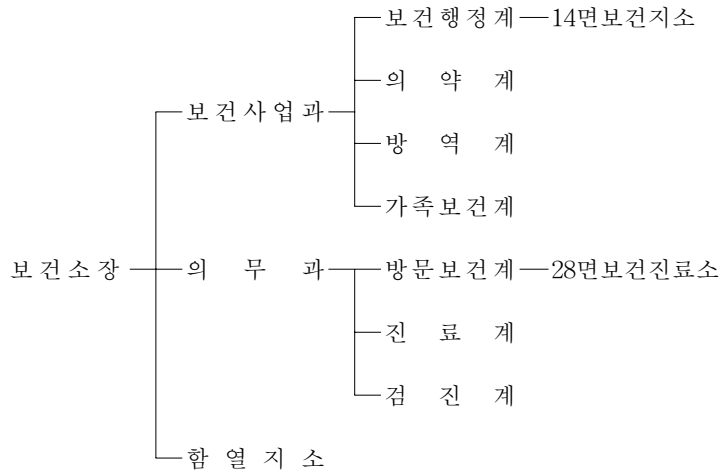 보건행정계 14면보건지소
의 약 계
보건사업과
방 역 계
가족보건계
보건소장 의 무 과 방문보건계 28면보건진료소
진 료 계
검 진 계
함 열 지 소